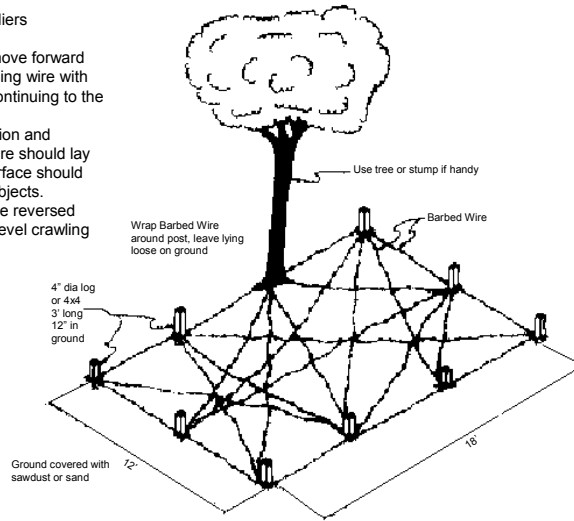 liers
ove forward
ing wire with
ontinuing to the
ion and
re should lay
rface should
bjects.
e reversed
evel crawling
Use tree or stump if handy
Barbed Wire
Wrap Barbed Wire
around post, leave lying
loose on ground
4" dia log
or 4x4
3' long
12" in
ground
Ground covered with
sawdust or sand
12'
18'